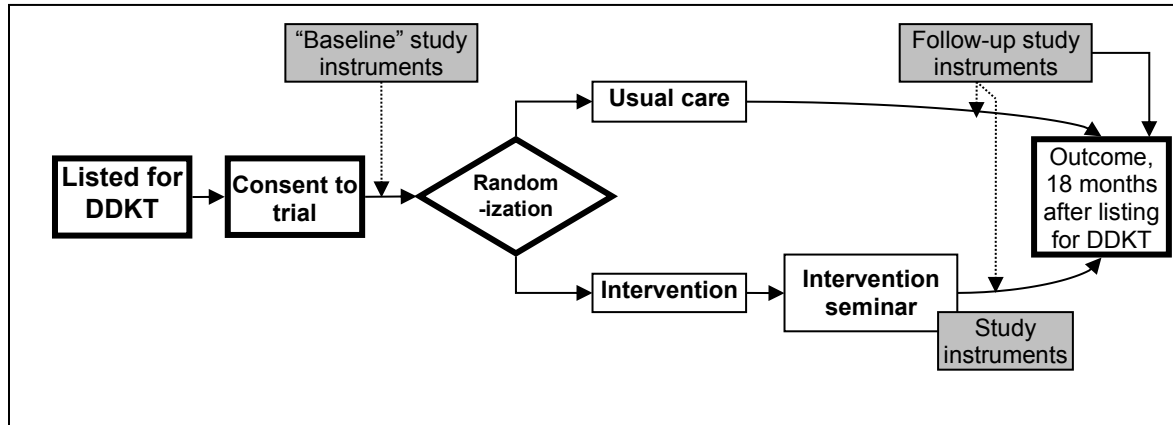 “Baseline” study
instruments
Follow-up study
instruments
Usual care
Listed for
DDKT
Consent to
trial
Random
-ization
Outcome,
18 months
after listing
for DDKT
Intervention
Intervention
seminar
Study
instruments